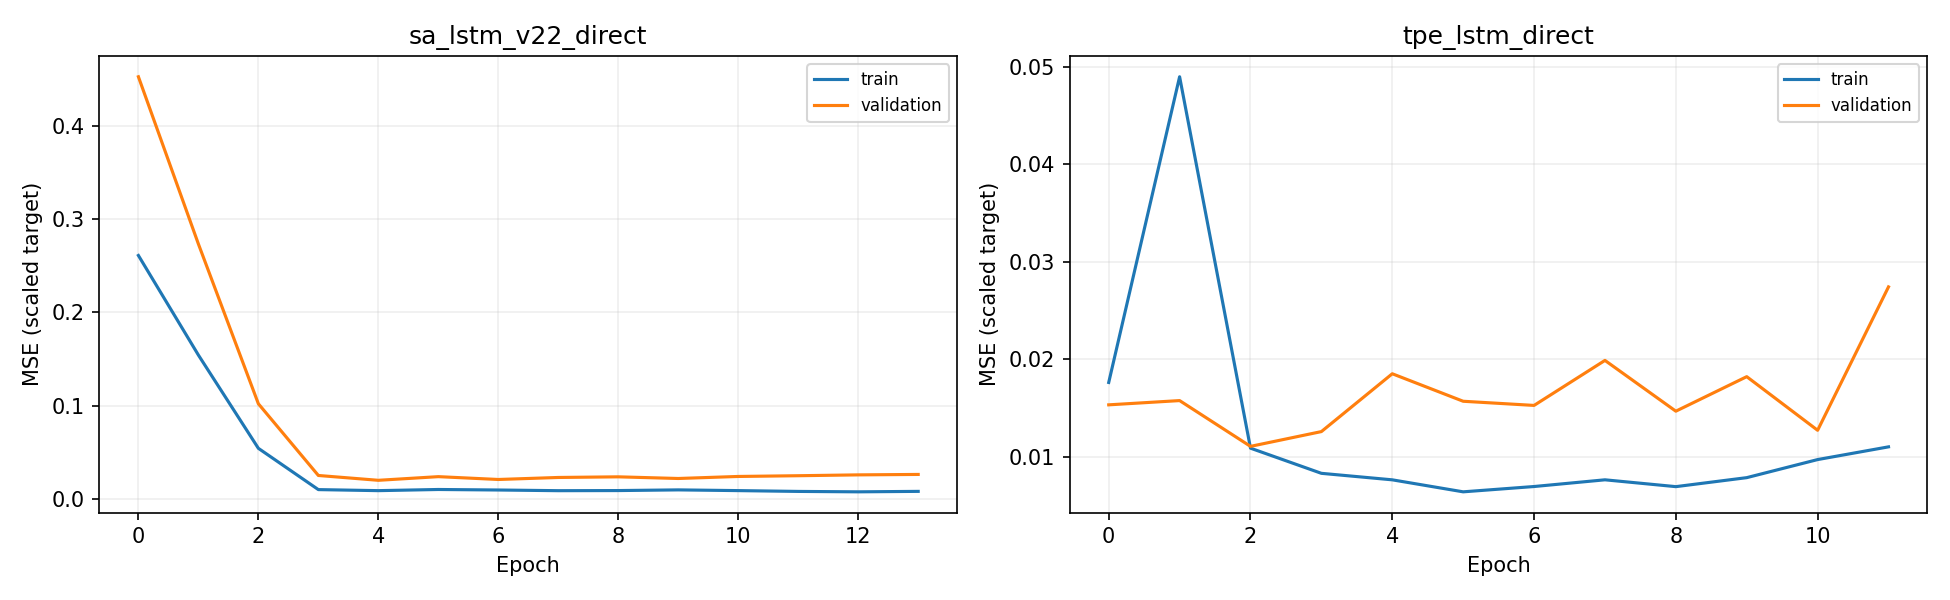 sa_lstm_v22_direct
train
validation
MSE (scaled target)
0.4
0.3
0.2
0.1
0.0
0 2 4 6 8 10 12
Epoch
tpe_lstm_direct
train
validation
MSE (scaled target)
0.05
0.04
0.03
0.02
0.01
0 2 4 6 8 10
Epoch